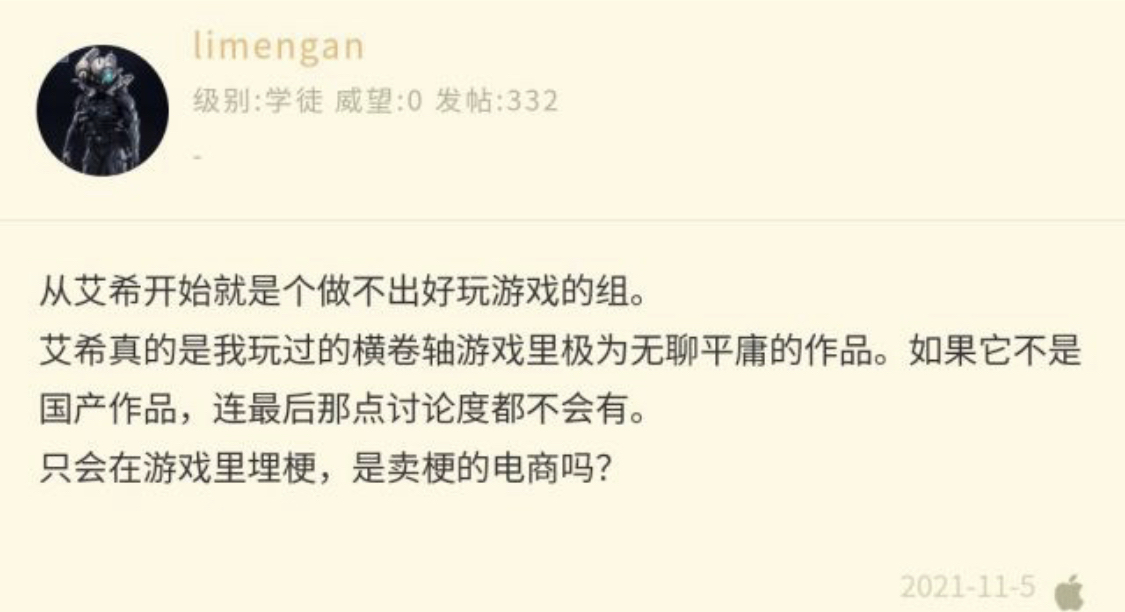 limengan
级别:学徒 威望:0 发帖:332
-
从艾希开始就是个做不出好玩游戏的组。
艾希真的是我玩过的横卷轴游戏里极为无聊平庸的作品。如果它不是
国产作品，连最后那点讨论度都不会有。
只会在游戏里埋梗，是卖梗的电商吗？
2021-11-5